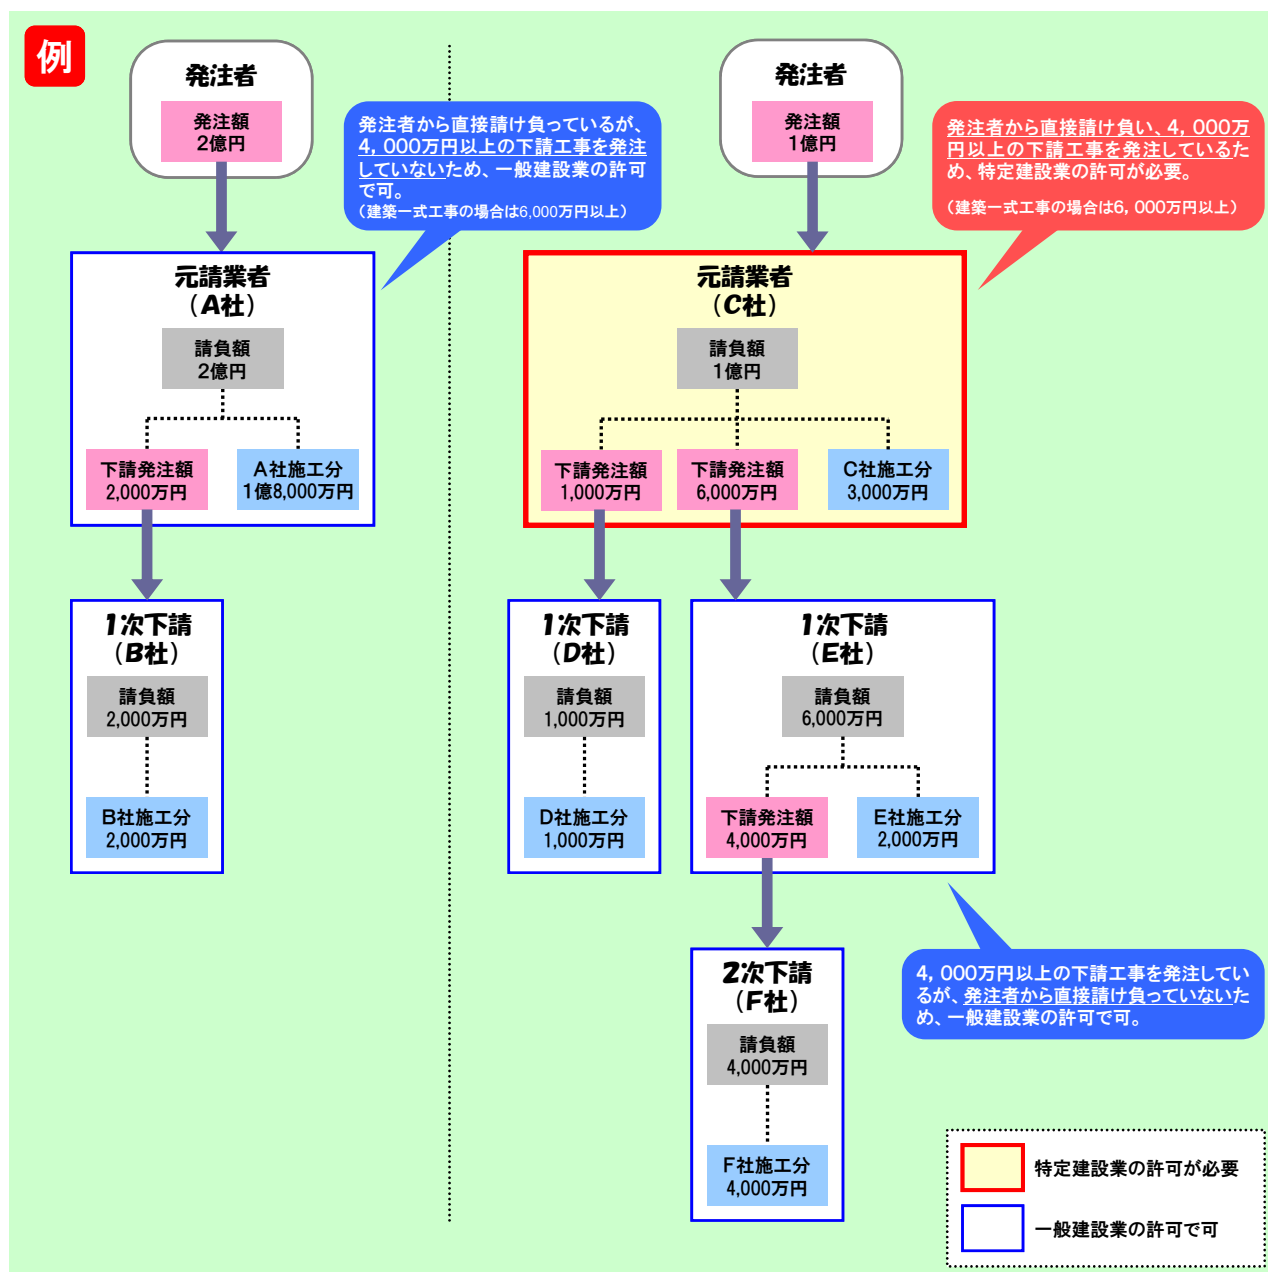 例
発注者
発注額
2億円
発注者から直接請け負っているが、
4，000万円以上の下請工事を発注
していないため、一般建設業の許可
で可。
（建築一式工事の場合は6,000万円以上）
元請業者
（A社）
請負額
2億円
下請発注額
2,000万円
A社施工分
1億8,000万円
1次下請
（B社）
請負額
2,000万円
B社施工分
2,000万円
発注者
発注額
1億円
発注者から直接請け負い、4，000万
円以上の下請工事を発注しているた
め、特定建設業の許可が必要。
（建築一式工事の場合は6，000万円以上）
元請業者
（C社）
請負額
1億円
下請発注額
1,000万円
下請発注額
6,000万円
C社施工分
3,000万円
1次下請
（D社）
請負額
1,000万円
D社施工分
1,000万円
1次下請
（E社）
請負額
6,000万円
下請発注額
4,000万円
E社施工分
2,000万円
4，000万円以上の下請工事を発注してい
るが、発注者から直接請け負っていないた
め、一般建設業の許可で可。
2次下請
（F社）
請負額
4,000万円
F社施工分
4,000万円
特定建設業の許可が必要
一般建設業の許可で可